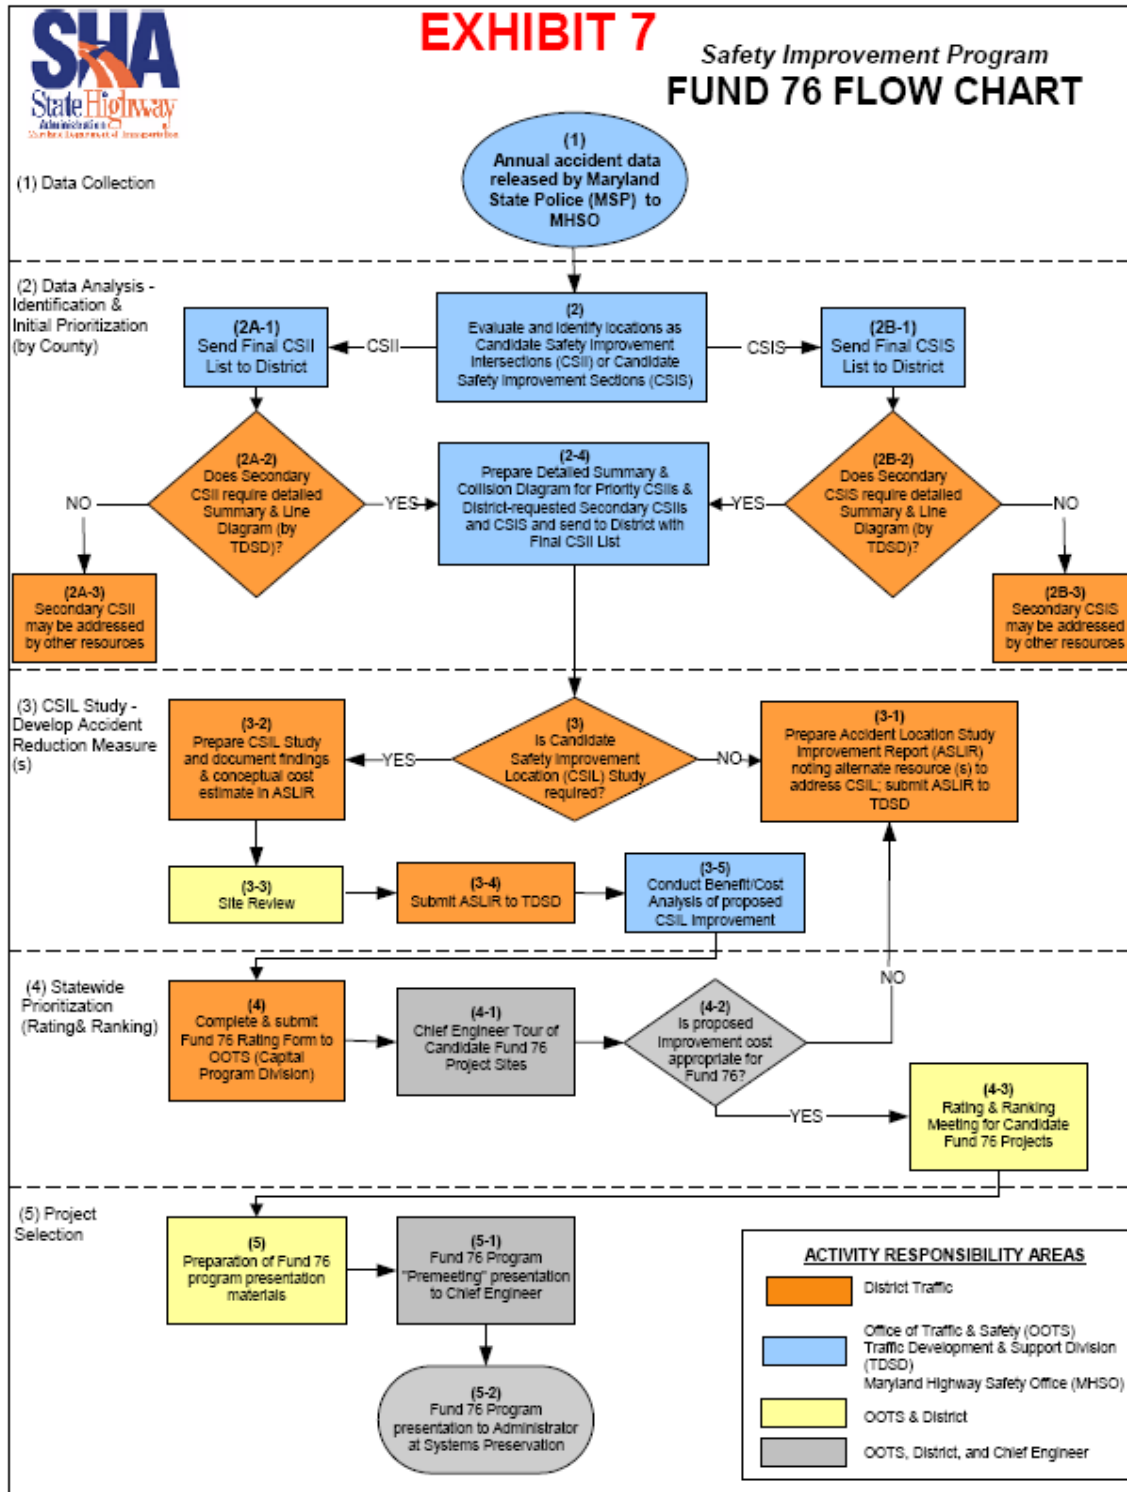 SHA
State Highway
Administration
Maryland Department of Transportation
EXHIBIT 7
Safety Improvement Program
FUND 76 FLOW CHART
(1) Data Collection
(1)
Annual accident data
released by Maryland
State Police (MSP) to
MHSO
(2) Data Analysis -
Identification &
Initial Prioritization
(by County)
(2A-1)
Send Final CSII
List to District
CSII
(2)
Evaluate and identify locations as
Candidate Safety Improvement
Intersections (CSII) or Candidate
Safety Improvement Sections (CSIS)
CSIS
(2B-1)
Send Final CSIS
List to District
(2A-2)
Does Secondary
CSII require detailed
Summary & Line
Diagram (by
TDSD)?
NO
YES
(2-4)
Prepare Detailed Summary &
Collision Diagram for Priority CSIIs &
District-requested Secondary CSIIs
and CSIS and send to District with
Final CSII List
YES
(2B-2)
Does Secondary
CSIS require detailed
Summary & Line
Diagram (by
TDSD)?
NO
(2A-3)
Secondary CSII
may be addressed
by other resources
(2B-3)
Secondary CSIS
may be addressed
by other resources
(3) CSIL Study -
Develop Accident
Reduction Measure
(s)
(3-2)
Prepare CSIL Study
and document findings
& conceptual cost
estimate in ASLIR
YES
(3)
Is Candidate
Safety Improvement
Location (CSIL) Study
required?
NO
(3-1)
Prepare Accident Location Study
Improvement Report (ASLIR)
noting alternate resource (s) to
address CSIL; submit ASLIR to
TDSD
(3-3)
Site Review
(3-4)
Submit ASLIR to TDSD
(3-5)
Conduct Benefit/Cost
Analysis of proposed
CSIL Improvement
(4) Statewide
Prioritization
(Rating& Ranking)
(4)
Complete & submit
Fund 76 Rating Form to
OOTS (Capital
Program Division)
(4-1)
Chief Engineer Tour of
Candidate Fund 76
Project Sites
(4-2)
Is proposed
Improvement cost
appropriate for
Fund 76?
NO
YES
(4-3)
Rating & Ranking
Meeting for Candidate
Fund 76 Projects
(5) Project
Selection
(5)
Preparation of Fund 76
program presentation
materials
(5-1)
Fund 76 Program
"Premeeting" presentation
to Chief Engineer
(5-2)
Fund 76 Program
presentation to Administrator
at Systems Preservation
ACTIVITY RESPONSIBILITY AREAS
District Traffic
Office of Traffic & Safety (OOTS)
Traffic Development & Support Division
(TDSD)
Maryland Highway Safety Office (MHSO)
OOTS & District
OOTS, District, and Chief Engineer